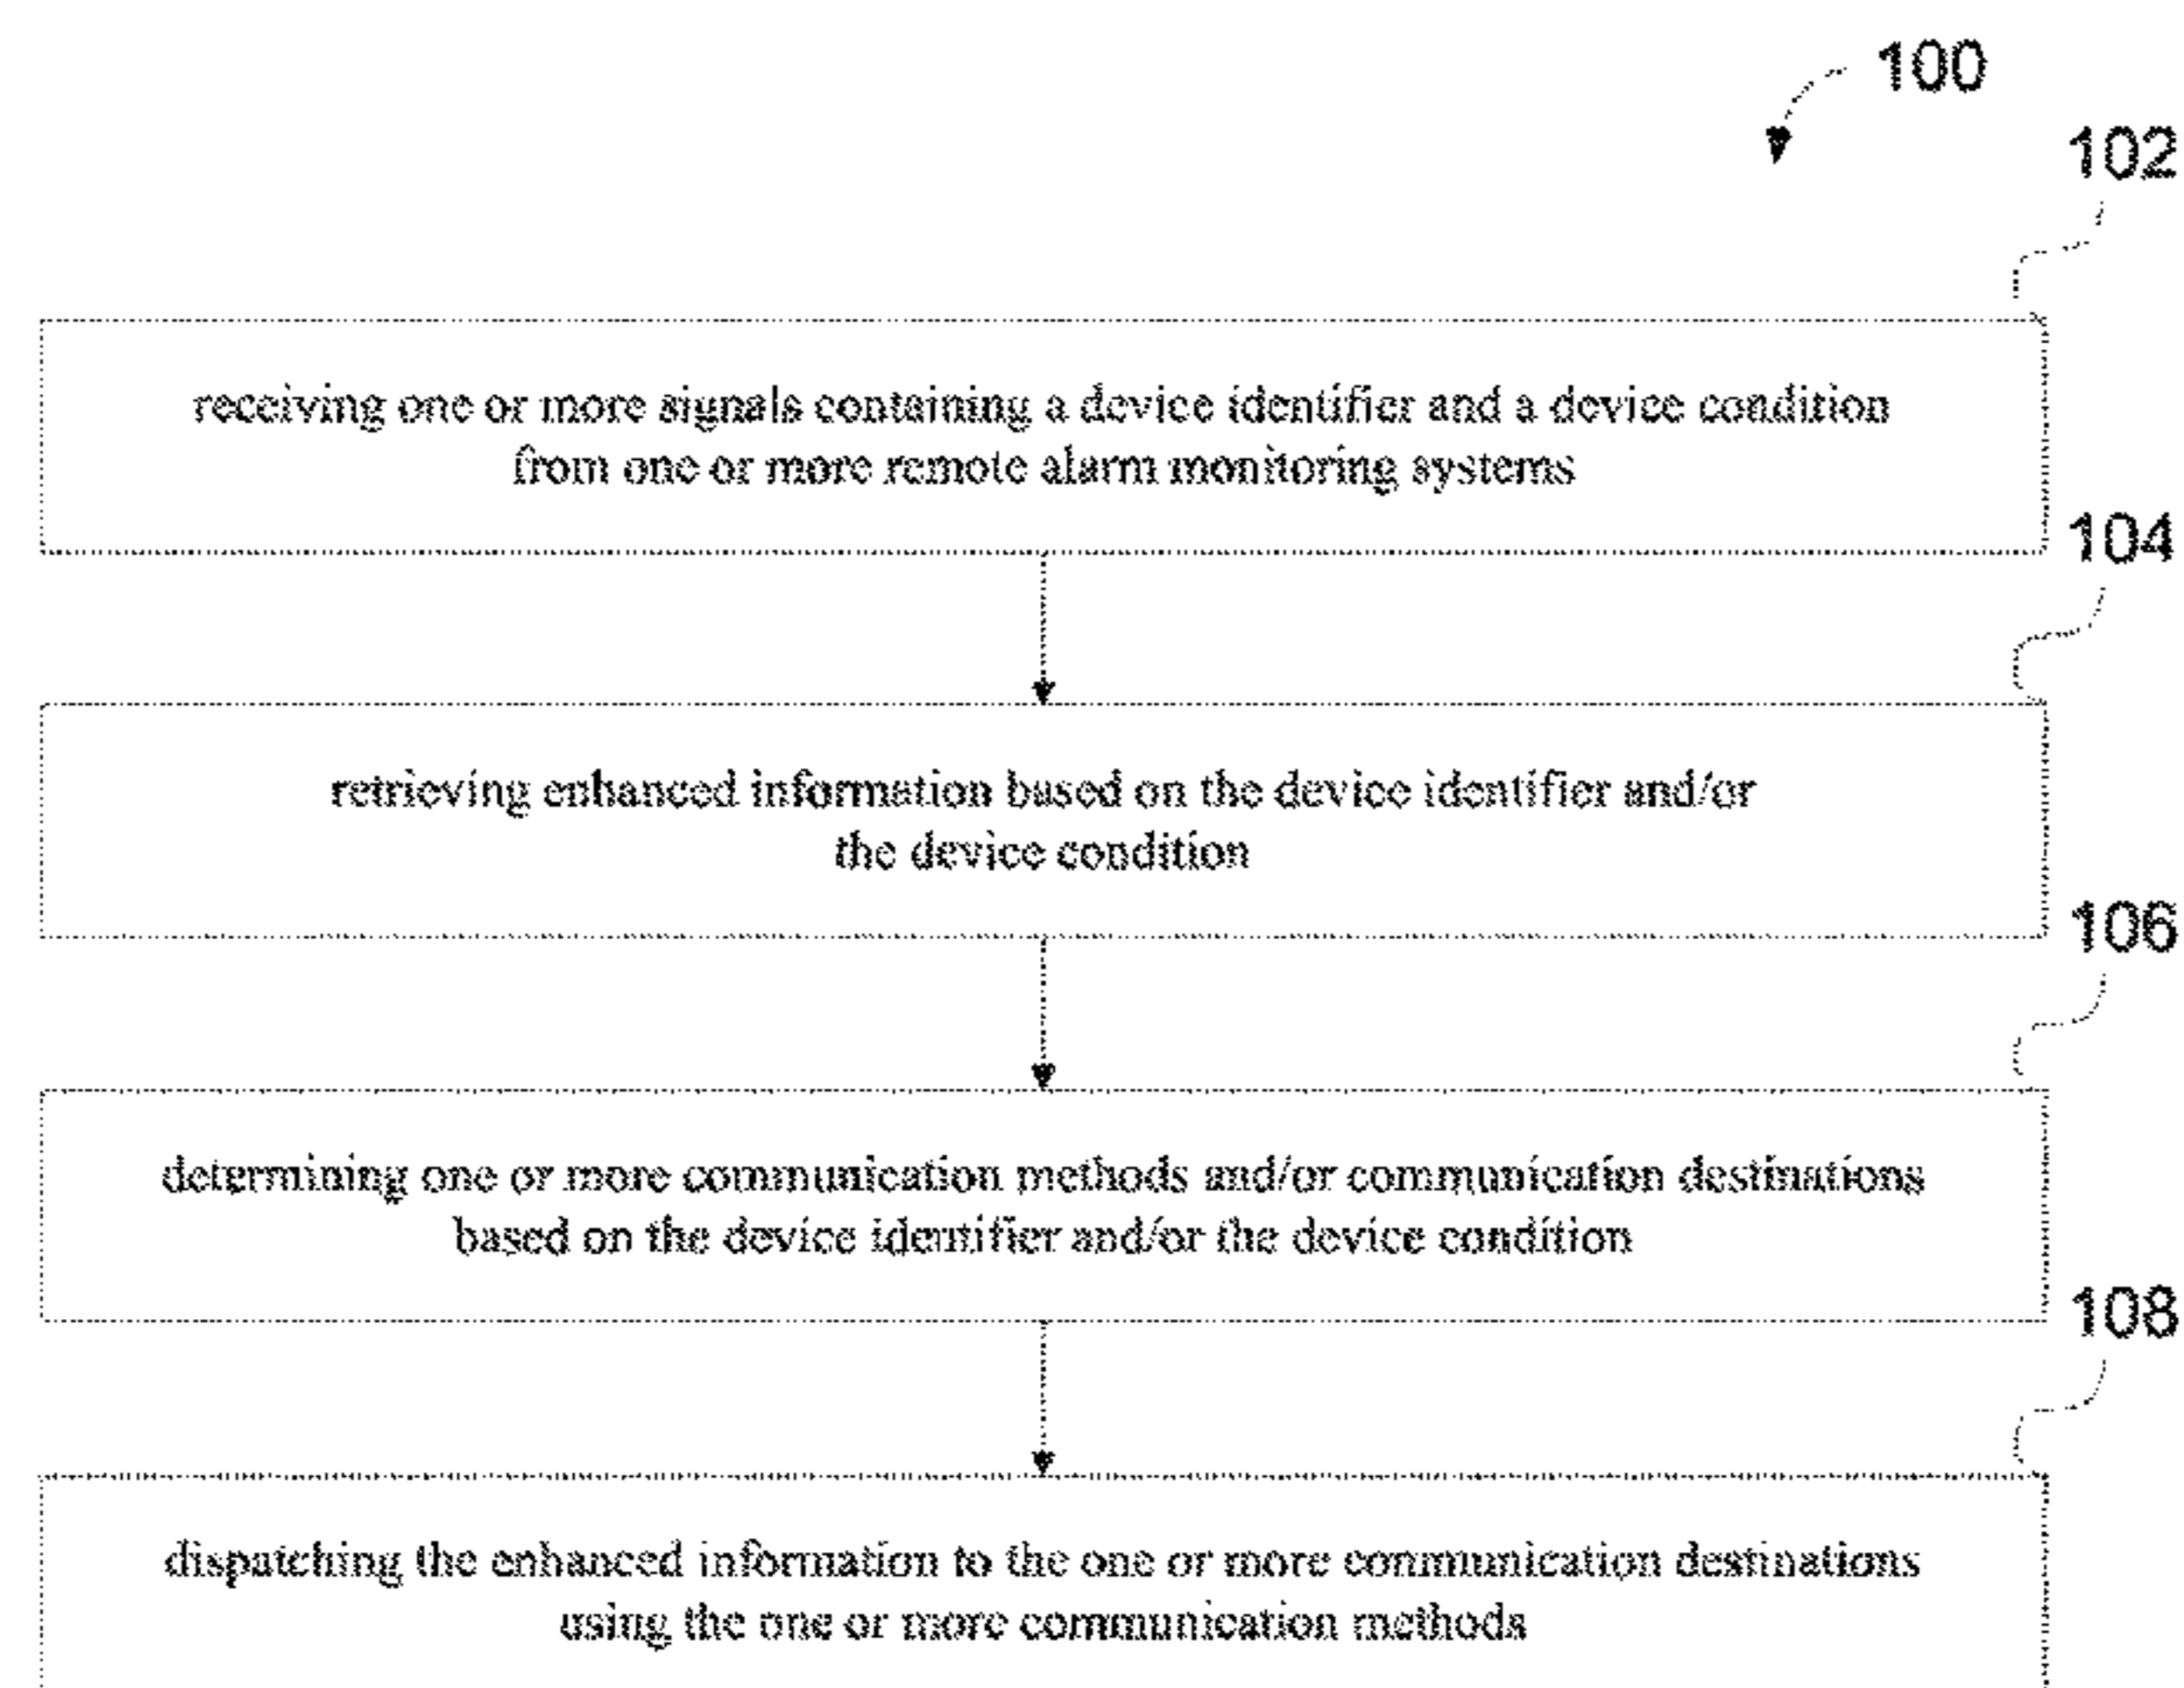 100
102
receiving one or more signals containing a device identifier and a device condition
from one or more remote alarm monitoring systems
104
retrieving enhanced information based on the device identifier and/or
the device condition
106
determining one or more communication methods and/or communication destinations
based on the device identifier and/or the device condition
108
dispatching the enhanced information to the one or more communication destinations
using the one or more communication methods